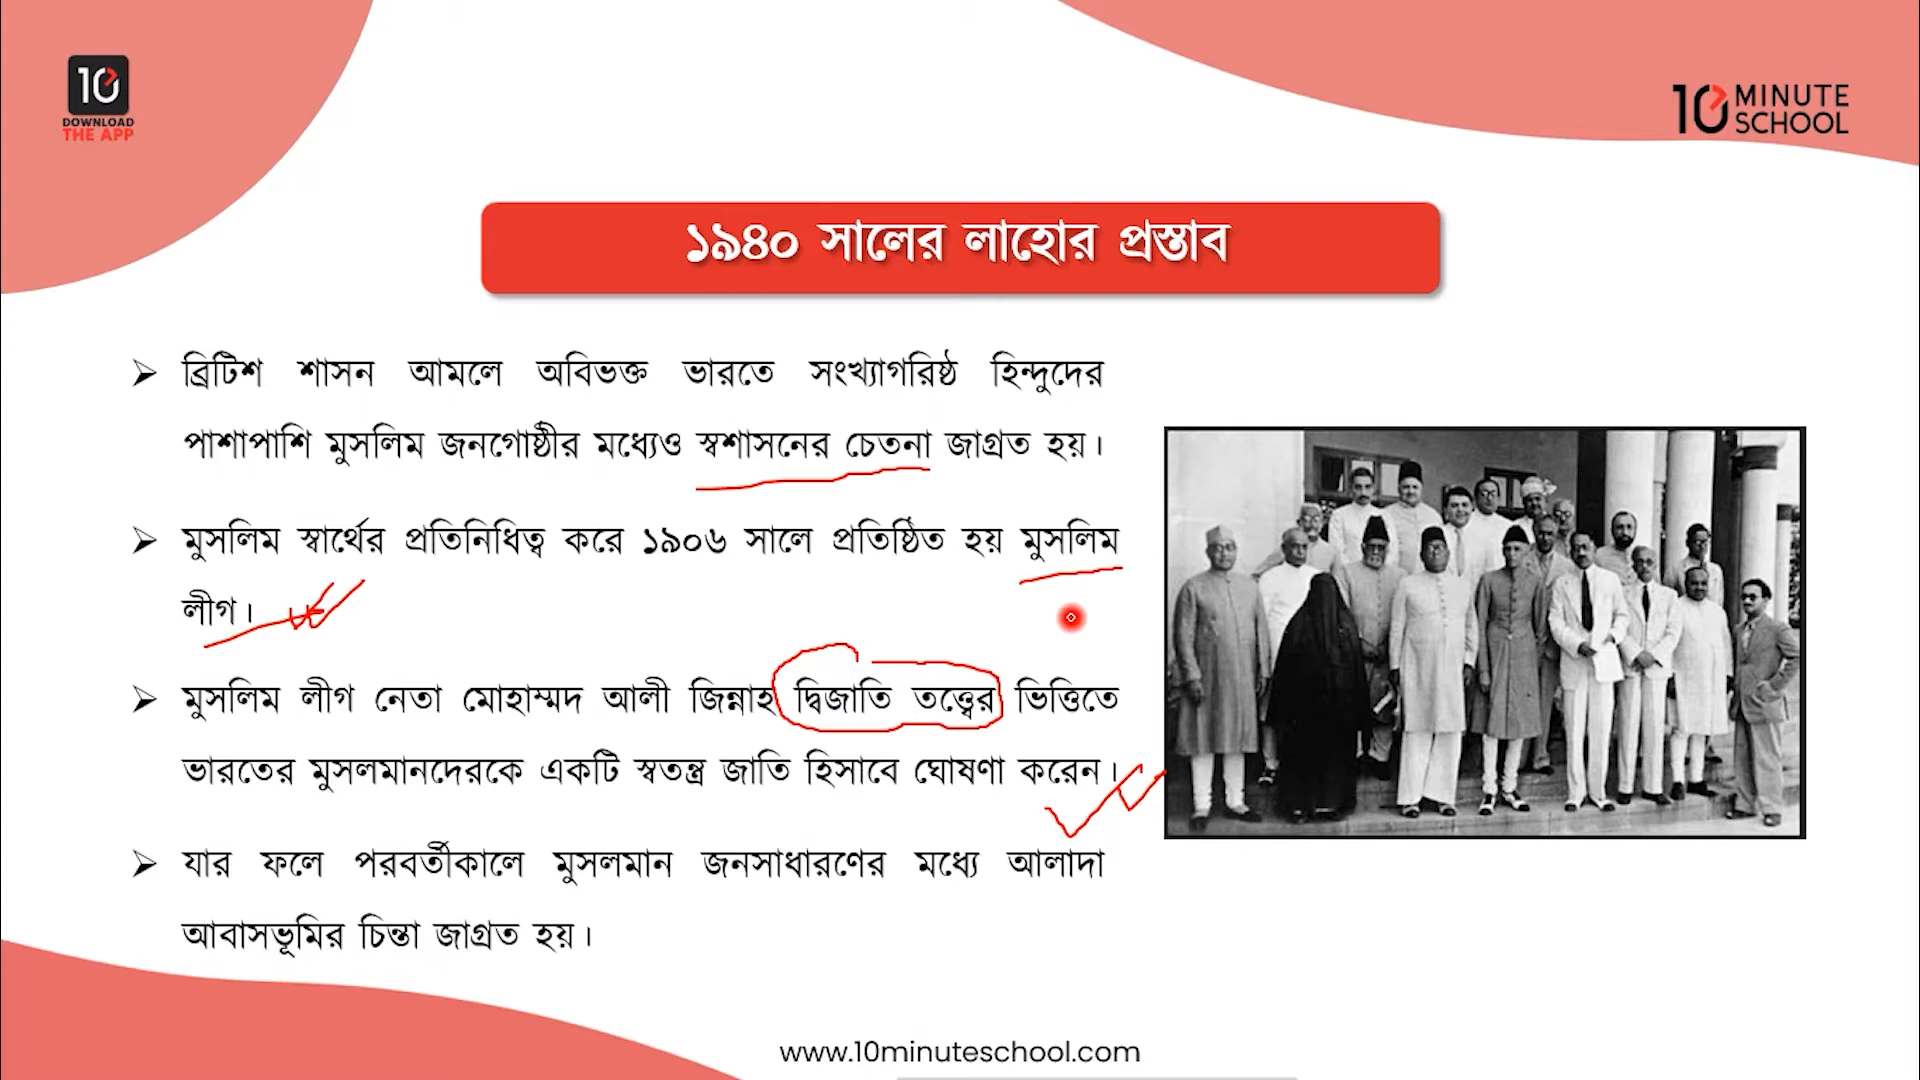 10
DOWNLOAD
THE APP
10 MINUTE
SCHOOL
১৯৪০ সালের লাহোর প্রস্তাব
ব্রিটিশ শাসন আমলে অবিভক্ত ভারতে সংখ্যাগরিষ্ঠ হিন্দুদের
পাশাপাশি মুসলিম জনগোষ্ঠীর মধ্যেও স্বশাসনের চেতনা জাগ্রত হয়।
মুসলিম স্বার্থের প্রতিনিধিত্ব করে ১৯০৬ সালে প্রতিষ্ঠিত হয় মুসলিম
লীগ।
মুসলিম লীগ নেতা মোহাম্মদ আলী জিন্নাহ দ্বিজাতি তত্ত্বের ভিত্তিতে
ভারতের মুসলমানদেরকে একটি স্বতন্ত্র জাতি হিসাবে ঘোষণা করেন।
যার ফলে পরবর্তীকালে মুসলমান জনসাধারণের মধ্যে আলাদা
আবাসভূমির চিন্তা জাগ্রত হয়।
www.10minuteschool.com